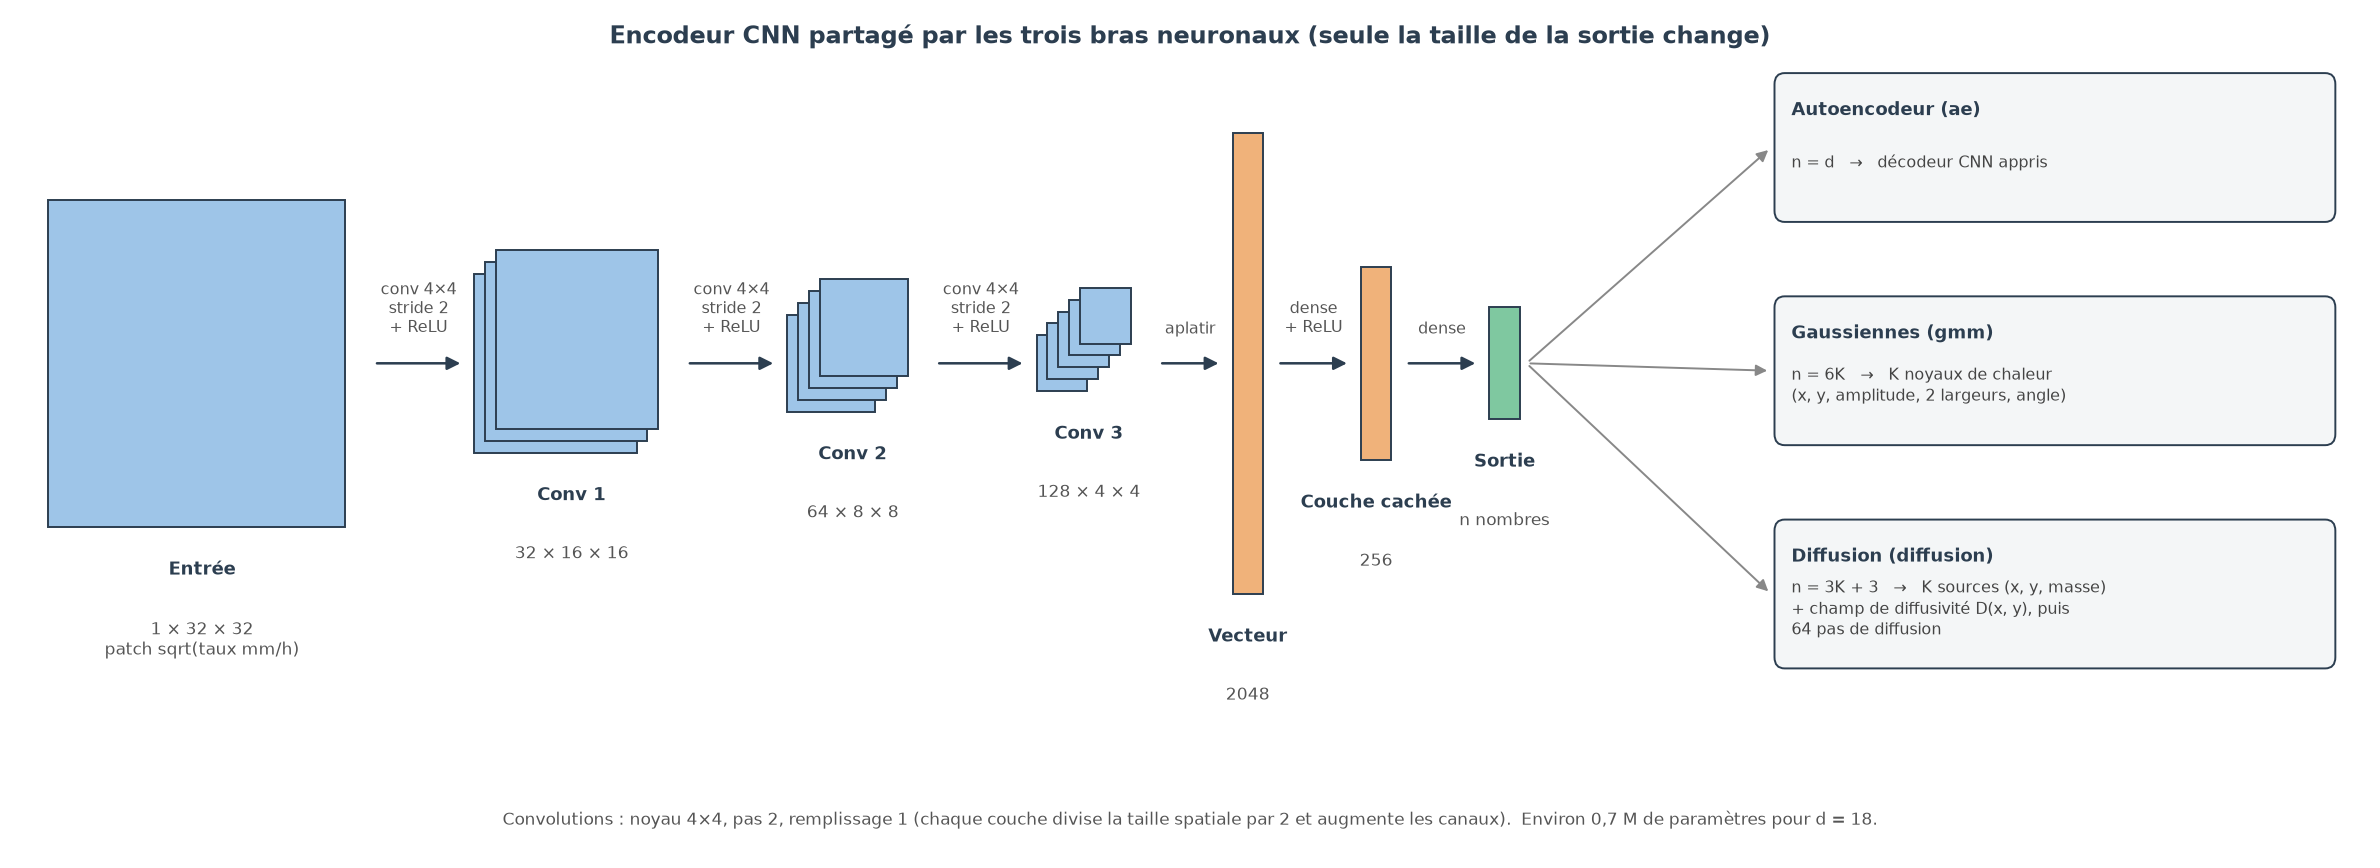 Encodeur CNN partagé par les trois bras neuronaux (seule la taille de la sortie change)
Entrée
1 × 32 × 32
patch sqrt(taux mm/h)
conv 4×4
stride 2
+ ReLU
Conv 1
32 × 16 × 16
conv 4×4
stride 2
+ ReLU
Conv 2
64 × 8 × 8
conv 4×4
stride 2
+ ReLU
Conv 3
128 × 4 × 4
aplatir
Vecteur
2048
dense
+ ReLU
Couche cachée
256
dense
Sortie
n nombres
Autoencodeur (ae)
n = d → décodeur CNN appris
Gaussiennes (gmm)
n = 6K → K noyaux de chaleur
(x, y, amplitude, 2 largeurs, angle)
Diffusion (diffusion)
n = 3K + 3 → K sources (x, y, masse)
+ champ de diffusivité D(x, y), puis
64 pas de diffusion
Convolutions : noyau 4×4, pas 2, remplissage 1 (chaque couche divise la taille spatiale par 2 et augmente les canaux). Environ 0,7 M de paramètres pour d = 18.